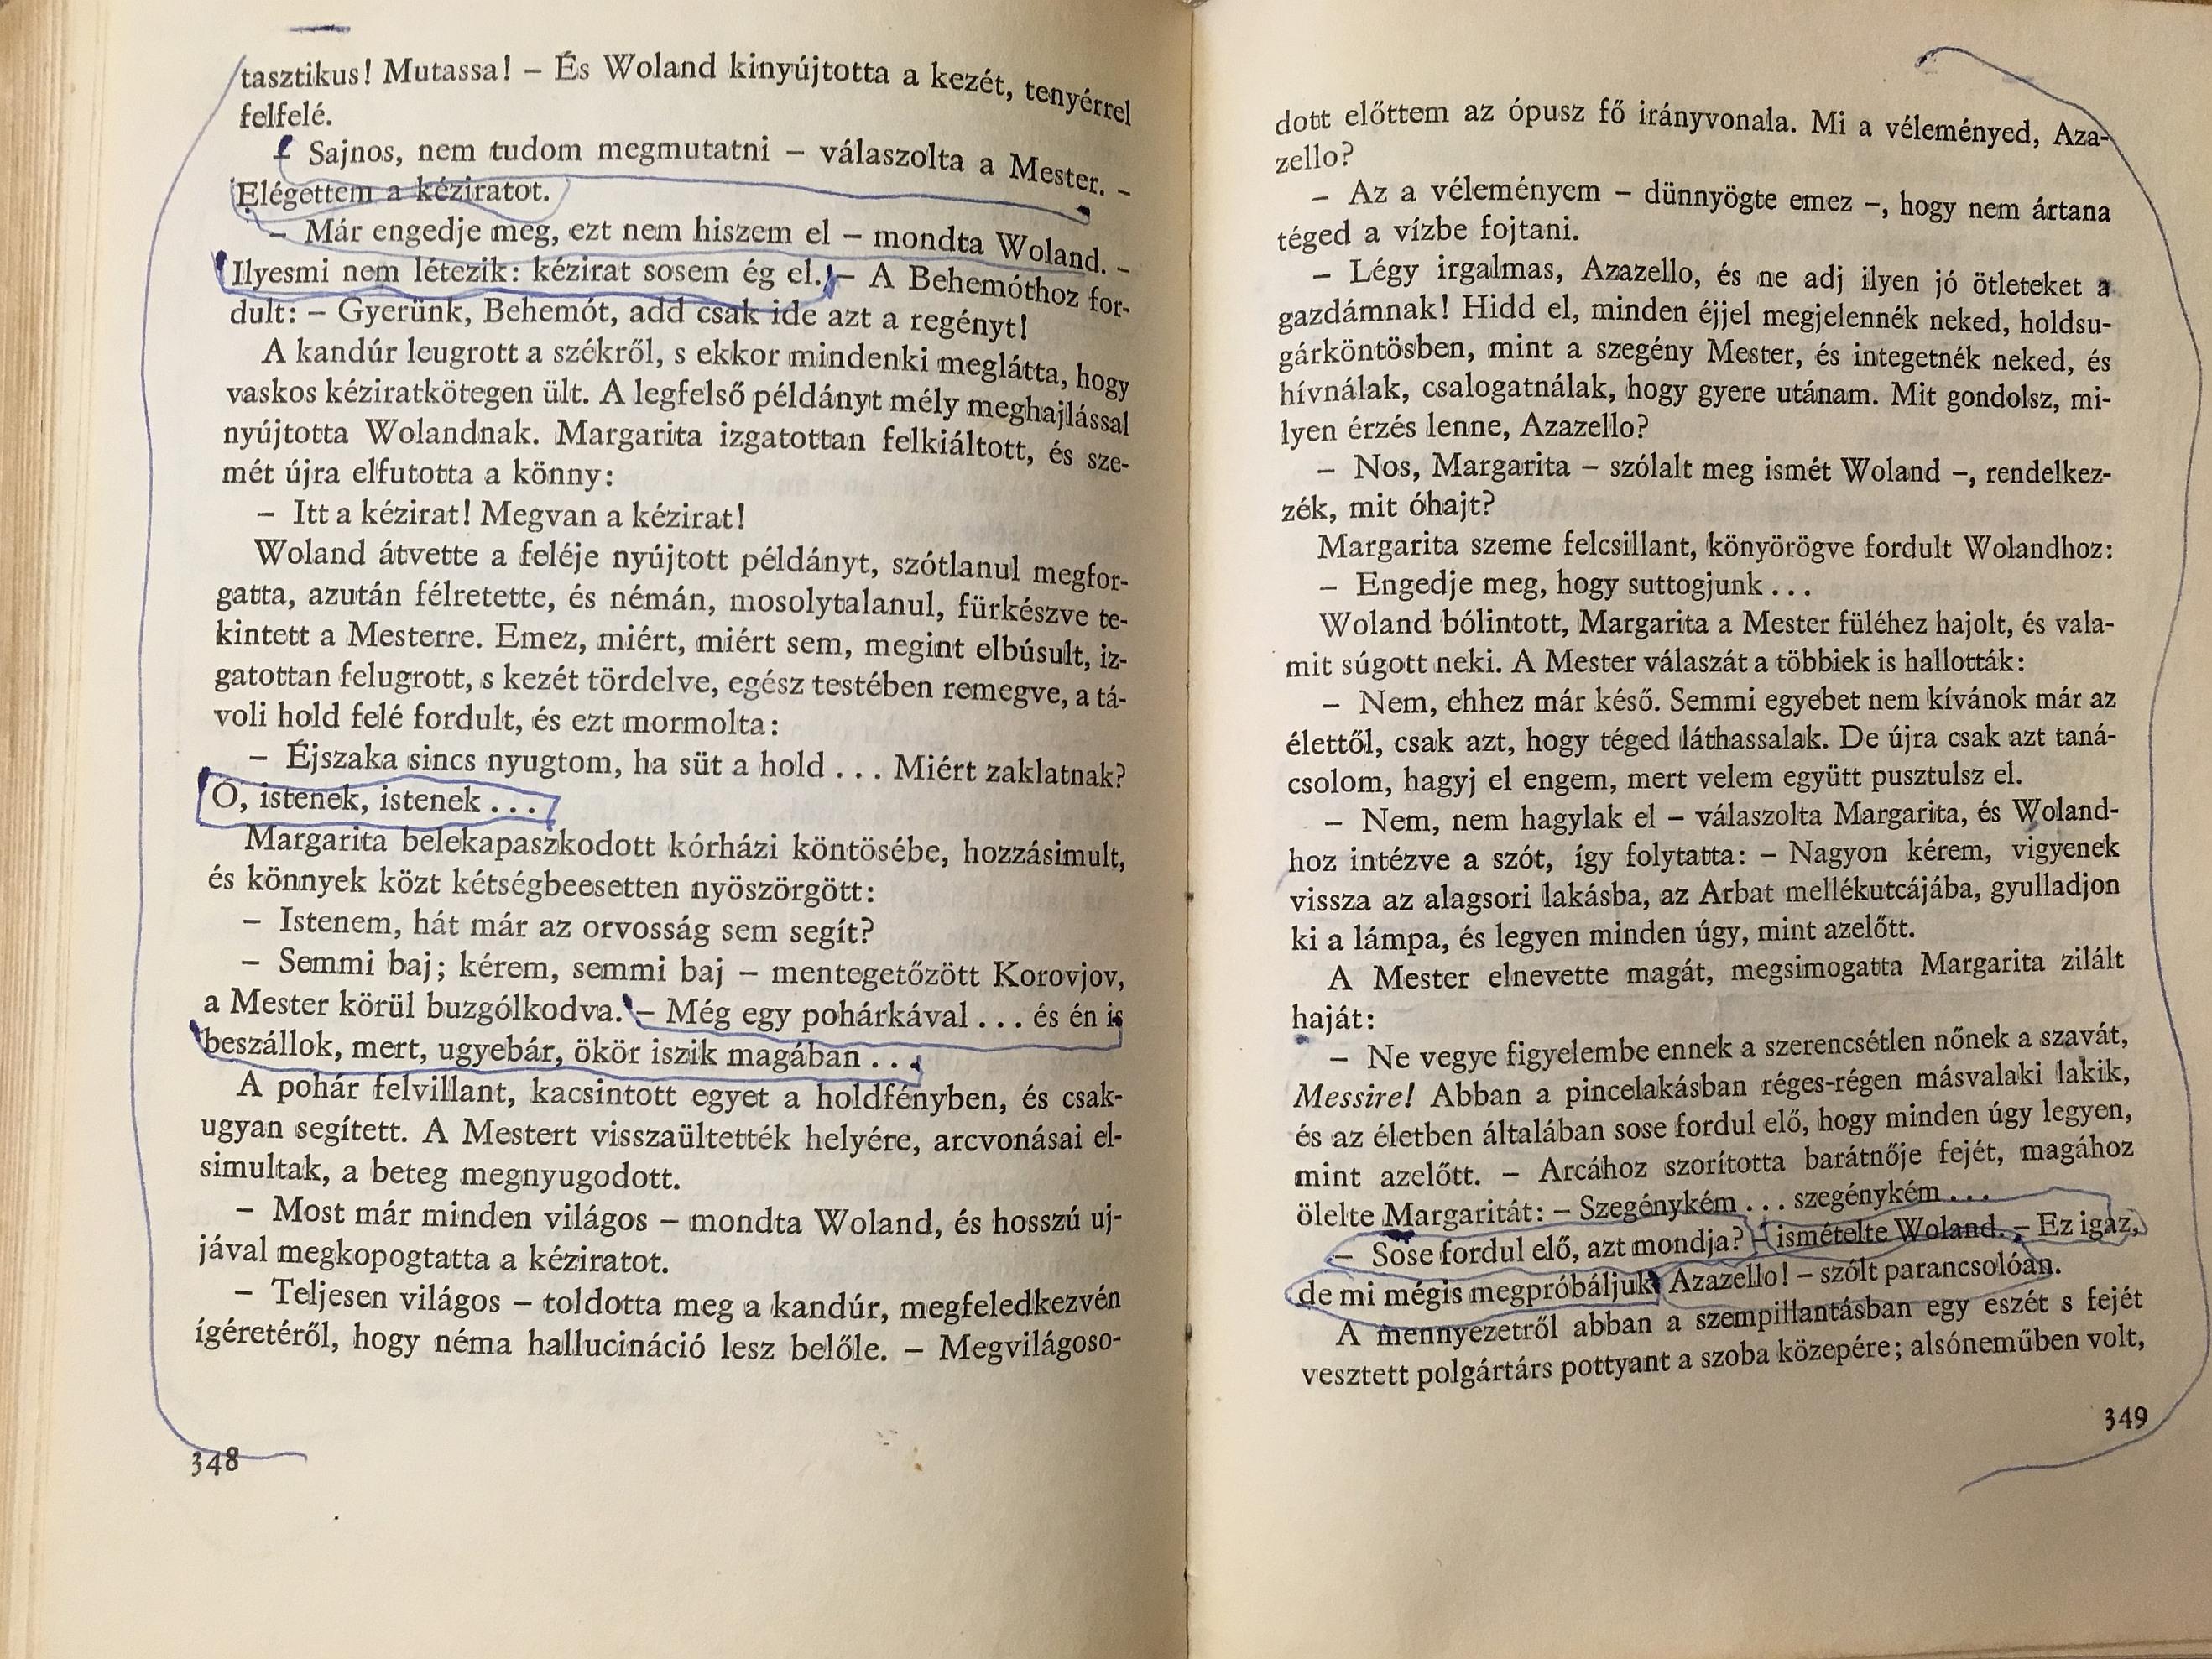 tasztikus! Mutassa! – És Woland kinyújtotta a kezét, tenyérrel
felfelé.
– Sajnos, nem tudom megmutatni – válaszolta a Mester. –
Elégettem a kéziratot.
– Már engedje meg, ezt nem hiszem el – mondta Woland. –
Ilyesmi nem létezik: kézirat sosem ég el. – A Behemóthoz for-
dult: – Gyerünk, Behemót, add csak ide azt a regényt!
A kandúr leugrott a székről, s ekkor mindenki meglátta, hogy
vaskos kéziratkötegen ült. A legfelső példányt mély meghajlással
nyújtotta Wolandnak. Margarita izgatottan felkiáltott, és sze-
mét újra elfutotta a könny:
– Itt a kézirat! Megvan a kézirat!
Woland átvette a feléje nyújtott példányt, szótlanul megfor-
gatta, azután félretette, és némán, mosolytalanul, fürkészve te-
kintett a Mesterre. Emez, miért, miért sem, megint elbúsult, iz-
gatottan felugrott, s kezét tördelve, egész testében remegve, a tá-
voli hold felé fordult, és ezt mormolta:
– Éjszaka sincs nyugtom, ha süt a hold . . . Miért zaklatnak?
Ó, istenek, istenek . . .
Margarita belekapaszkodott kórházi köntösébe, hozzásimult,
és könnyek közt kétségbeesetten nyöszörgött:
– Istenem, hát már az orvosság sem segít?
– Semmi baj; kérem, semmi baj – mentegetőzött Korovjov,
a Mester körül buzgólkodva. – Még egy pohárkával . . . és én is
beszállok, mert, ugyebár, ökör iszik magában . . .
A pohár felvillant, kacsintott egyet a holdfényben, és csak-
ugyan segített. A Mestert visszaültették helyére, arcvonásai el-
simultak, a beteg megnyugodott.
– Most már minden világos – mondta Woland, és hosszú uj-
jával megkopogtatta a kéziratot.
– Teljesen világos – toldotta meg a kandúr, megfeledkezvén
ígéretéről, hogy néma hallucináció lesz belőle. – Megvilágoso-
348
dott előttem az ópusz fő irányvonala. Mi a véleményed, Aza-
zello?
– Az a véleményem – dünnyögte emez –, hogy nem ártana
téged a vízbe fojtani.
– Légy irgalmas, Azazello, és ne adj ilyen jó ötleteket a
gazdámnak! Hidd el, minden éjjel megjelennék neked, holdsu-
gárköntösben, mint a szegény Mester, és integetnék neked, és
hívnálak, csalogatnálak, hogy gyere utánam. Mit gondolsz, mi-
lyen érzés lenne, Azazello?
– Nos, Margarita – szólalt meg ismét Woland –, rendelkez-
zék, mit óhajt?
Margarita szeme felcsillant, könyörögve fordult Wolandhoz:
– Engedje meg, hogy suttogjunk . . .
Woland bólintott, Margarita a Mester füléhez hajolt, és vala-
mit súgott neki. A Mester válaszát a többiek is hallották:
– Nem, ehhez már késő. Semmi egyebet nem kívánok már az
élettől, csak azt, hogy téged láthassalak. De újra csak azt taná-
csolom, hagyj el engem, mert velem együtt pusztulsz el.
– Nem, nem hagylak el – válaszolta Margarita, és Woland-
hoz intézve a szót, így folytatta: – Nagyon kérem, vigyenek
vissza az alagsori lakásba, az Arbat mellékutcájába, gyulladjon
ki a lámpa, és legyen minden úgy, mint azelőtt.
A Mester elnevette magát, megsimogatta Margarita zilált
haját:
– Ne vegye figyelembe ennek a szerencsétlen nőnek a szavát,
Messire! Abban a pincelakásban réges-régen másvalaki lakik,
és az életben általában sose fordul elő, hogy minden úgy legyen,
mint azelőtt. – Arcához szorította barátnője fejét, magához
ölelte Margaritát: – Szegénykém . . . szegénykém . . .
– Sose fordul elő, azt mondja? – ismételte Woland. – Ez igaz,
de mi mégis megpróbáljuk. Azazello! – szólt parancsolóan.
A mennyezetről abban a szempillantásban egy eszét s fejét
vesztett polgártárs pottyant a szoba közepére; alsóneműben volt,
349